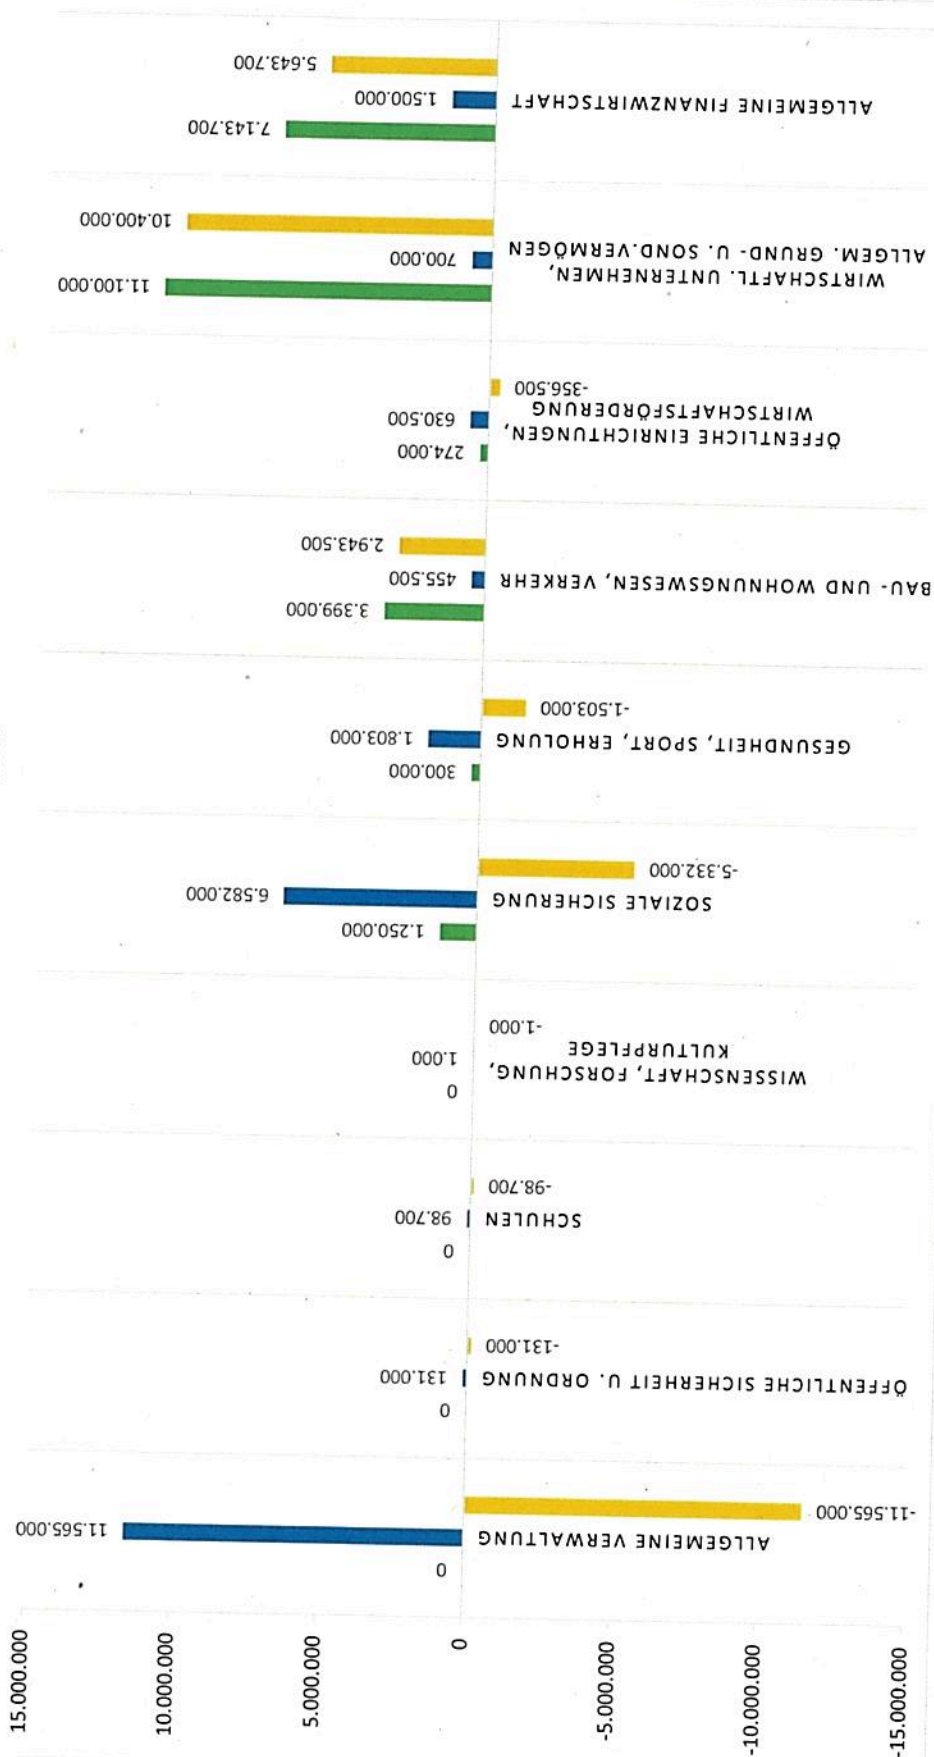 15.000.000
10.000.000
5.000.000
0
-5.000.000
-10.000.000
-15.000.000
0
11.565.000
-11.565.000
ALLGEMEINE VERWALTUNG
0
131.000
-131.000
ÖFFENTLICHE SICHERHEIT U. ORDNUNG
0
98.700
-98.700
SCHULEN
0
1.000
-1.000
WISSENSCHAFT, FORSCHUNG,
KULTURPFLEGE
1.250.000
6.582.000
-5.332.000
SOZIALE SICHERUNG
300.000
1.803.000
-1.503.000
GESUNDHEIT, SPORT, ERHOLUNG
3.399.000
455.500
2.943.500
BAU- UND WOHNUNGSWESEN, VERKEHR
274.000
630.500
-356.500
ÖFFENTLICHE EINRICHTUNGEN,
WIRTSCHAFTSFÖRDERUNG
11.100.000
700.000
10.400.000
WIRTSCHAFTL. UNTERNEHMEN,
ALLGEM. GRUND- U. SOND.VERMÖGEN
7.143.700
1.500.000
5.643.700
ALLGEMEINE FINANZWIRTSCHAFT